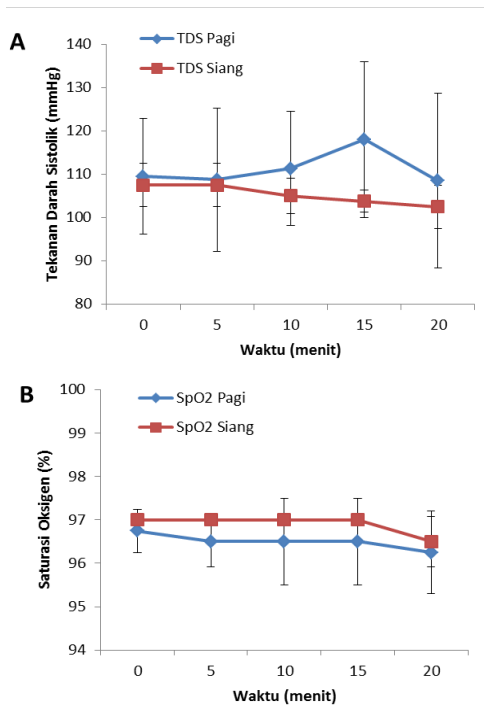 A
TDS Pagi
TDS Siang
Tekanan Darah Sistolik (mmHg)
140
130
120
110
100
90
80
0 5 10 15 20
Waktu (menit)
B
SpO2 Pagi
SpO2 Siang
Saturasi Oksigen (%)
100
99
98
97
96
95
94
0 5 10 15 20
Waktu (menit)